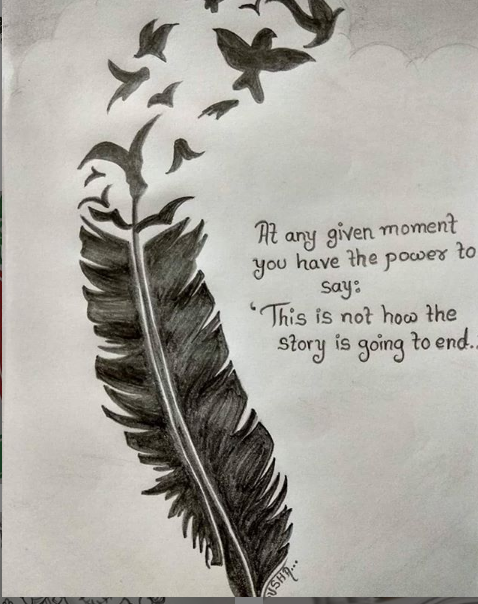 At any given moment
you have the power to
say:
‘This is not how the
story is going to end..